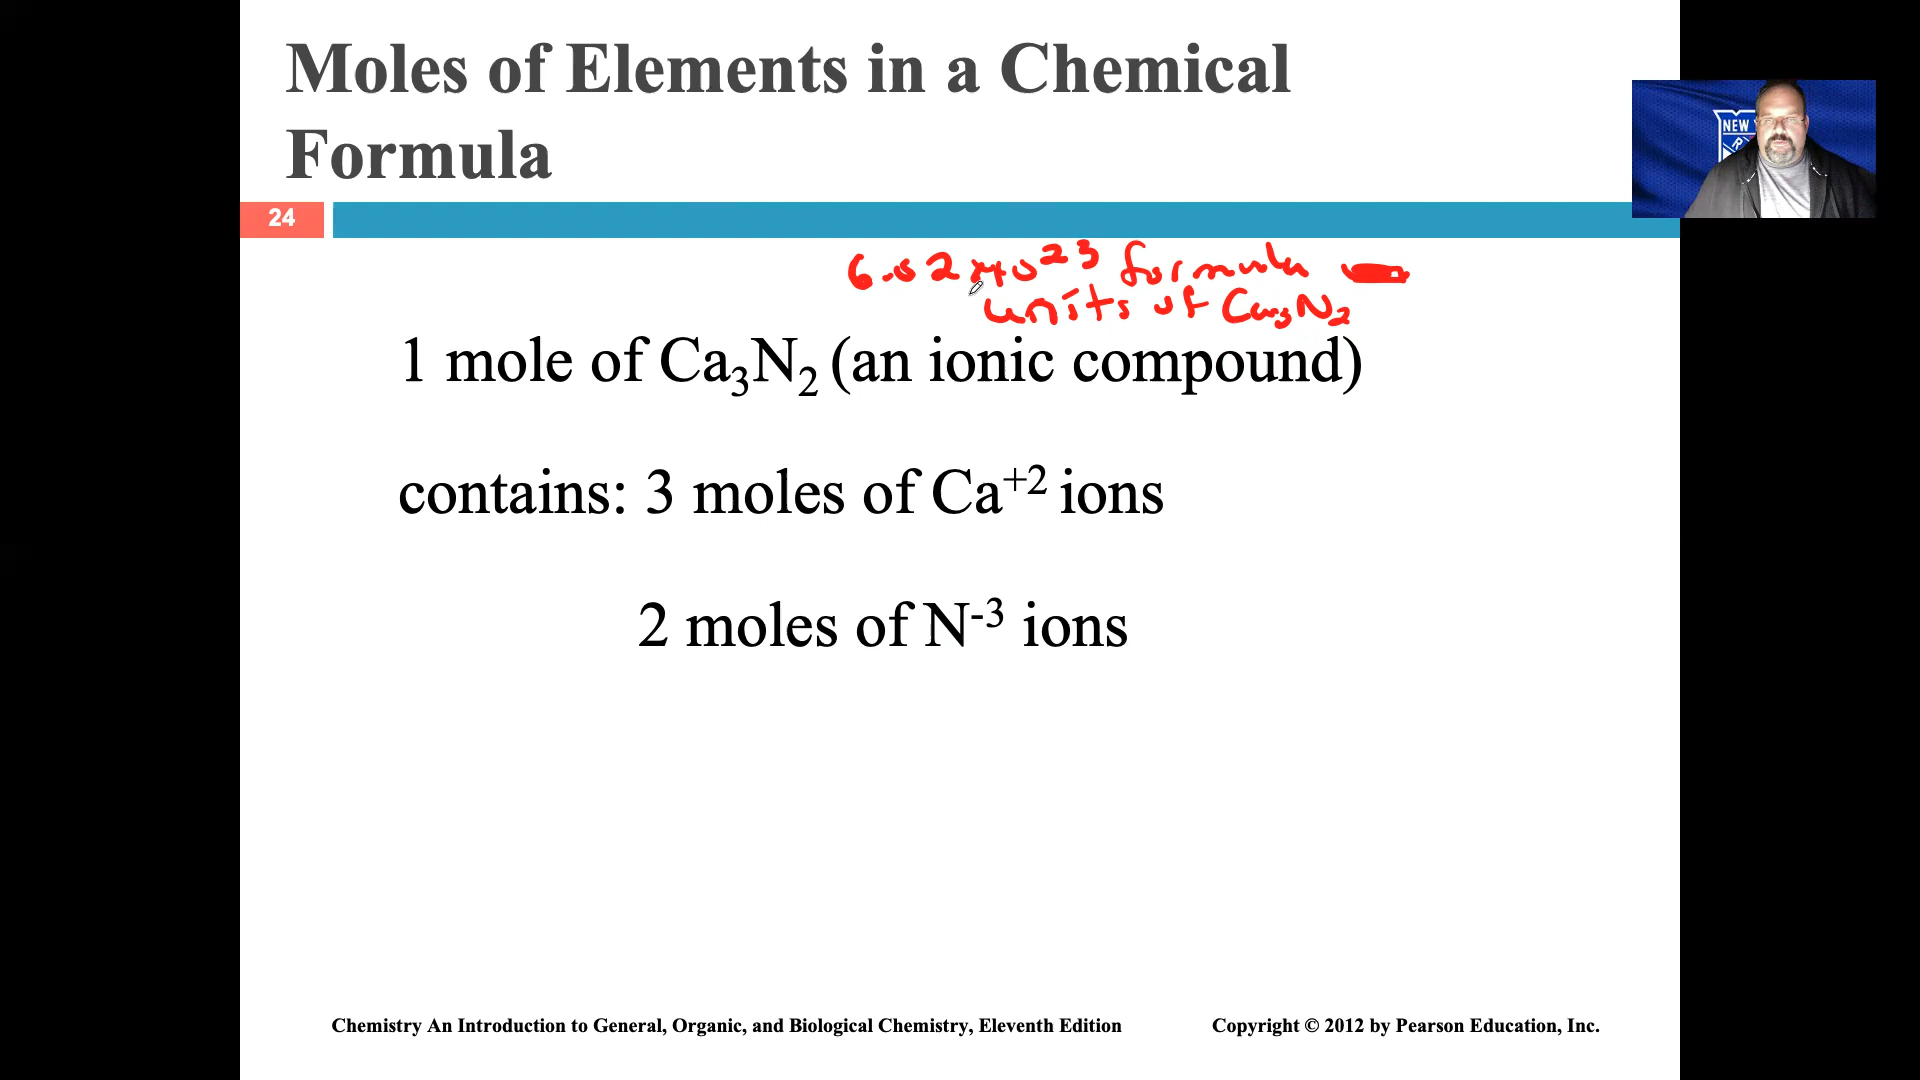 Moles of Elements in a Chemical
Formula
24
NEW
R
6.02 x 10²³ formula
units of Ca₃N₂
1 mole of Ca₃N₂ (an ionic compound)
contains: 3 moles of Ca⁺² ions
2 moles of N⁻³ ions
Chemistry An Introduction to General, Organic, and Biological Chemistry, Eleventh Edition
Copyright © 2012 by Pearson Education, Inc.